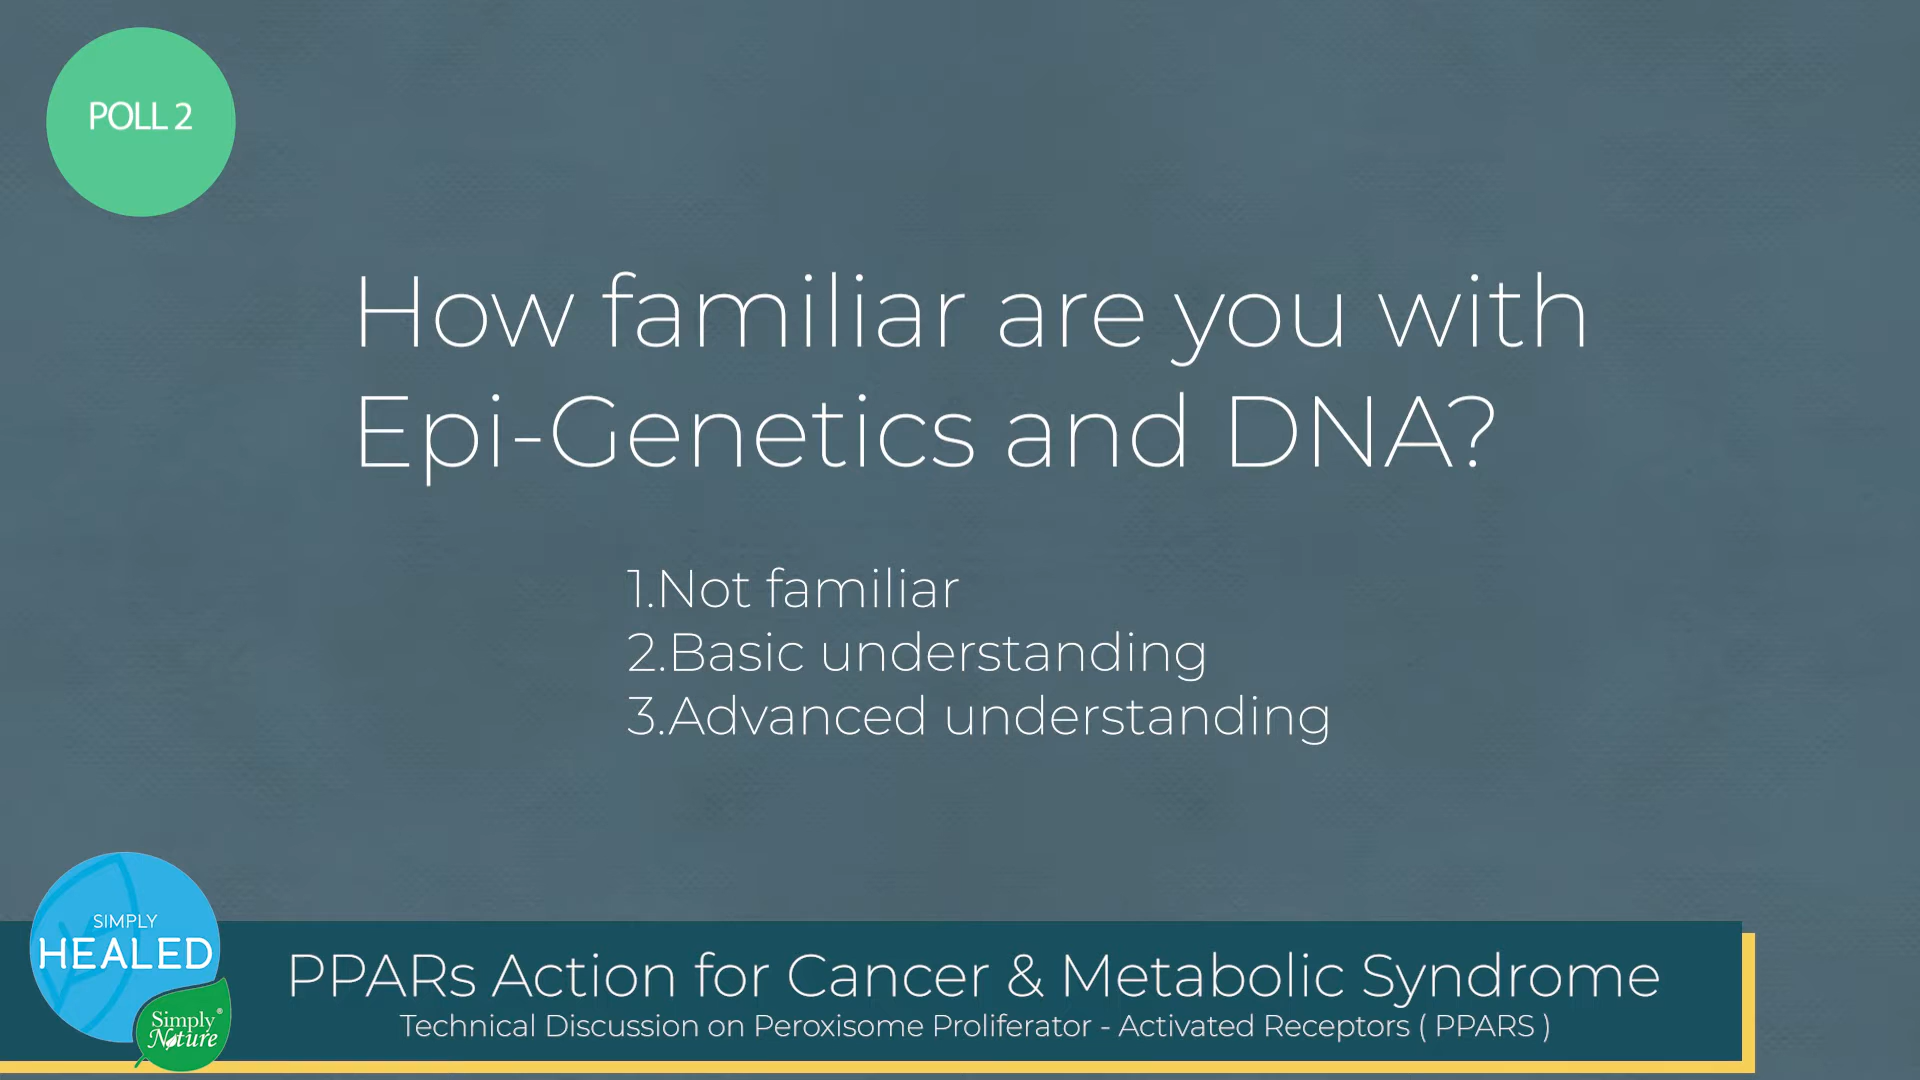 POLL 2
How familiar are you with
Epi-Genetics and DNA?
1.Not familiar
2.Basic understanding
3.Advanced understanding
SIMPLY
HEALED
Simply®
Nature
PPARs Action for Cancer & Metabolic Syndrome
Technical Discussion on Peroxisome Proliferator - Activated Receptors ( PPARS )